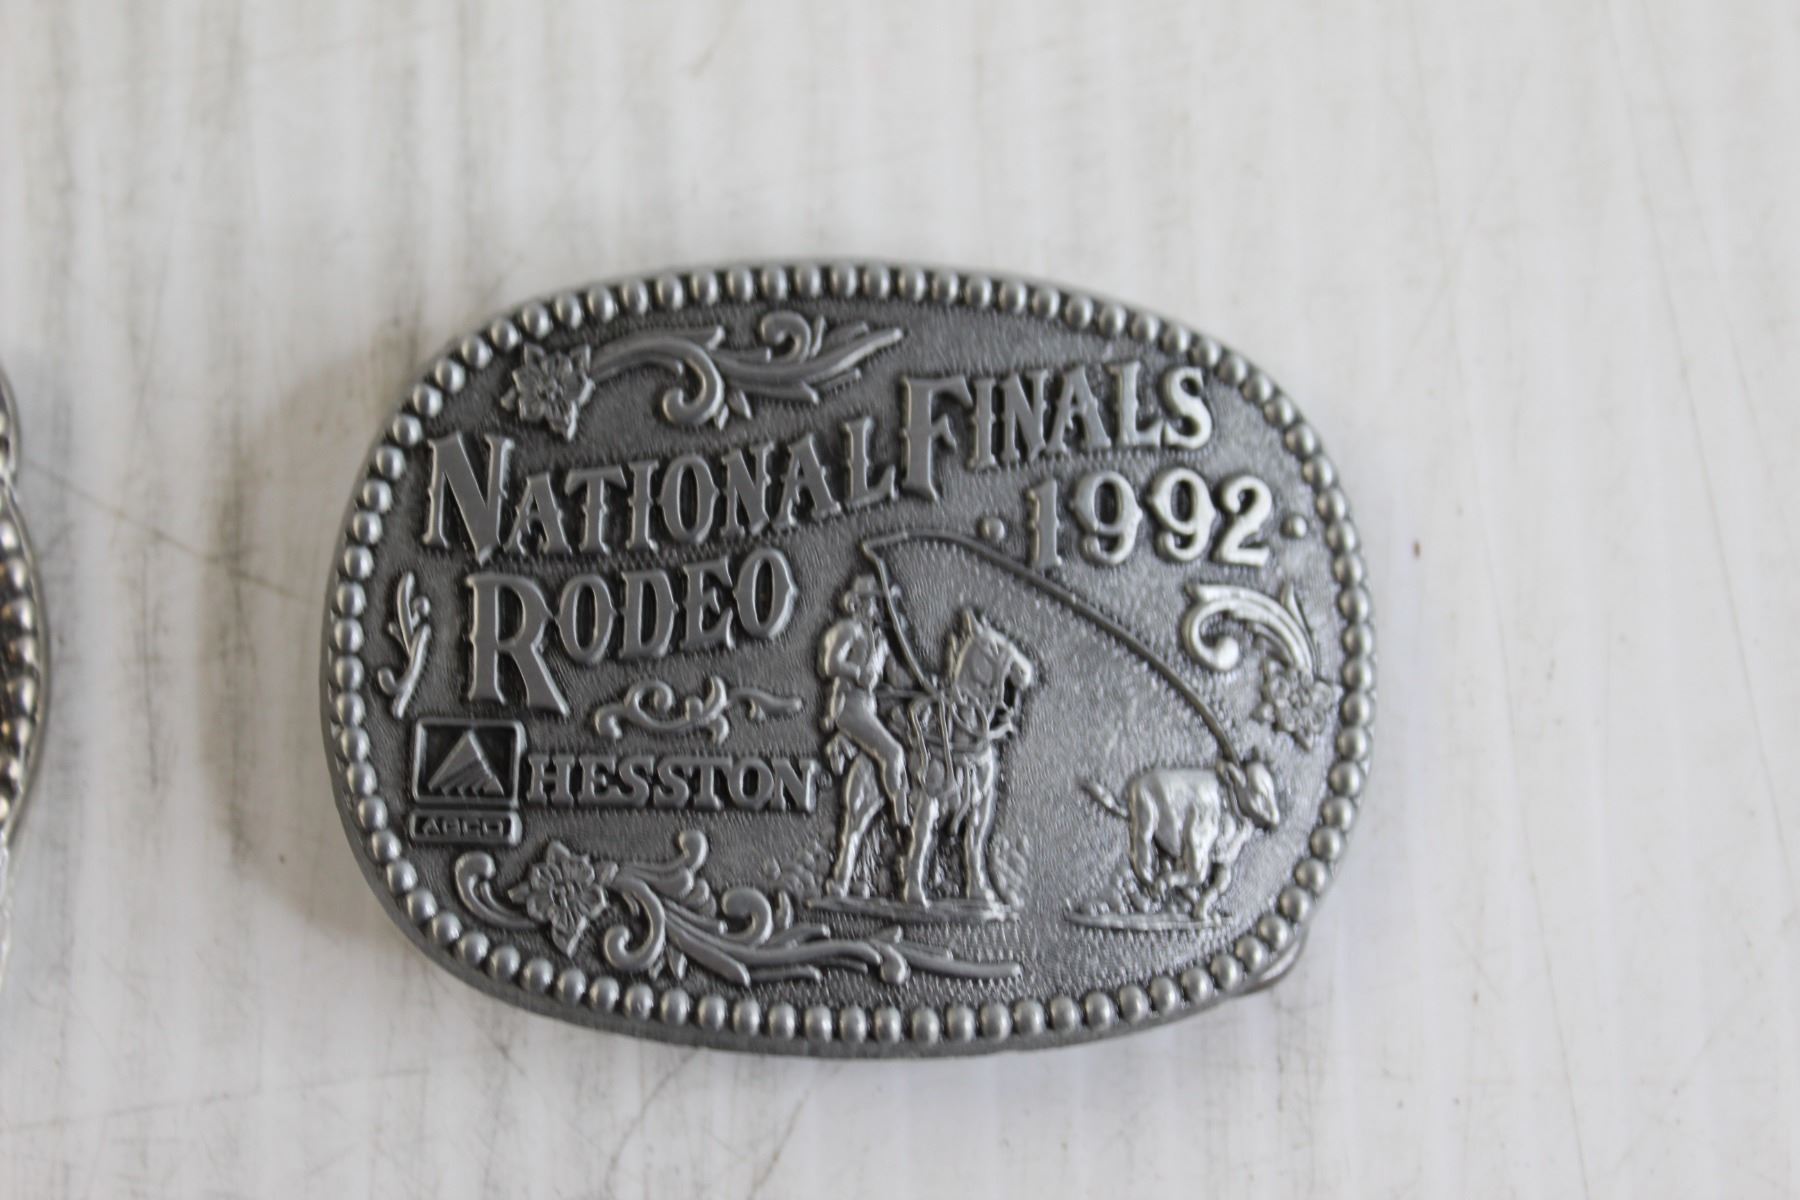 NATIONAL FINALS
1992
RODEO
HESSTON
AGCO